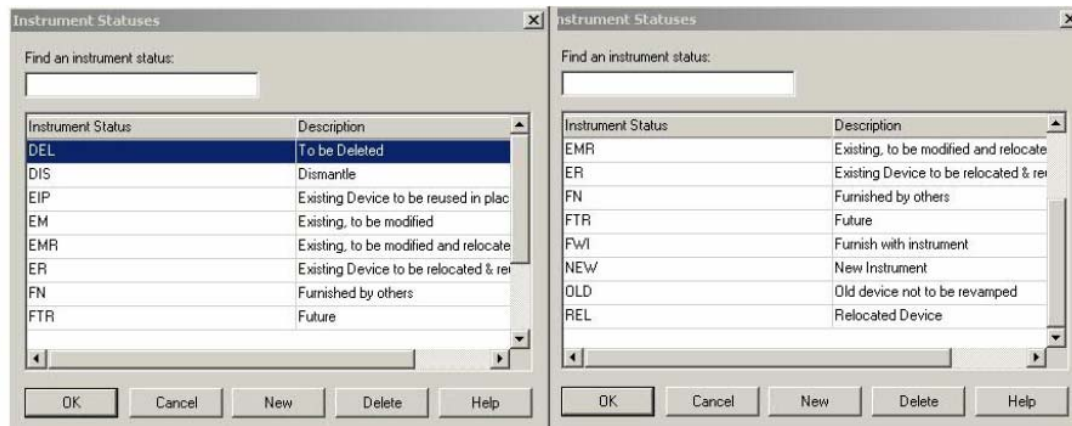 Instrument Statuses
Find an instrument status:
Instrument Status Description
DEL To be Deleted
DIS Dismantle
EIP Existing Device to be reused in plac
EM Existing, to be modified
EMR Existing, to be modified and relocate
ER Existing Device to be relocated & re
FN Furnished by others
FTR Future
OK Cancel New Delete Help
nstrument Statuses
Find an instrument status:
Instrument Status Description
EMR Existing, to be modified and relocate
ER Existing Device to be relocated & re
FN Furnished by others
FTR Future
FWI Furnish with instrument
NEW New Instrument
OLD Old device not to be revamped
REL Relocated Device
OK Cancel New Delete Help